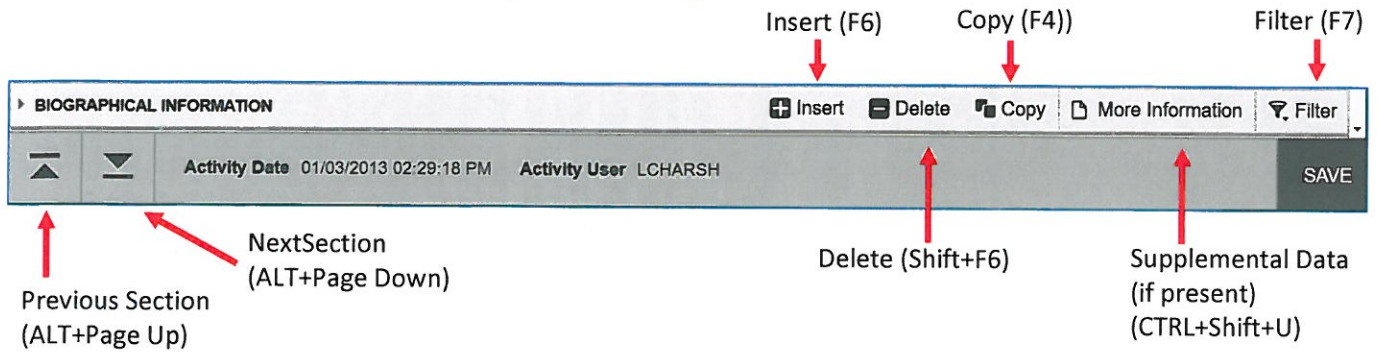 Insert (F6) Copy (F4)) Filter (F7)
BIOGRAPHICAL INFORMATION Insert Delete Copy More Information Filter
Activity Date 01/03/2013 02:29:18 PM Activity User LCHARSH SAVE
NextSection
(ALT+Page Down)
Previous Section
(ALT+Page Up)
Delete (Shift+F6)
Supplemental Data
(if present)
(CTRL+Shift+U)